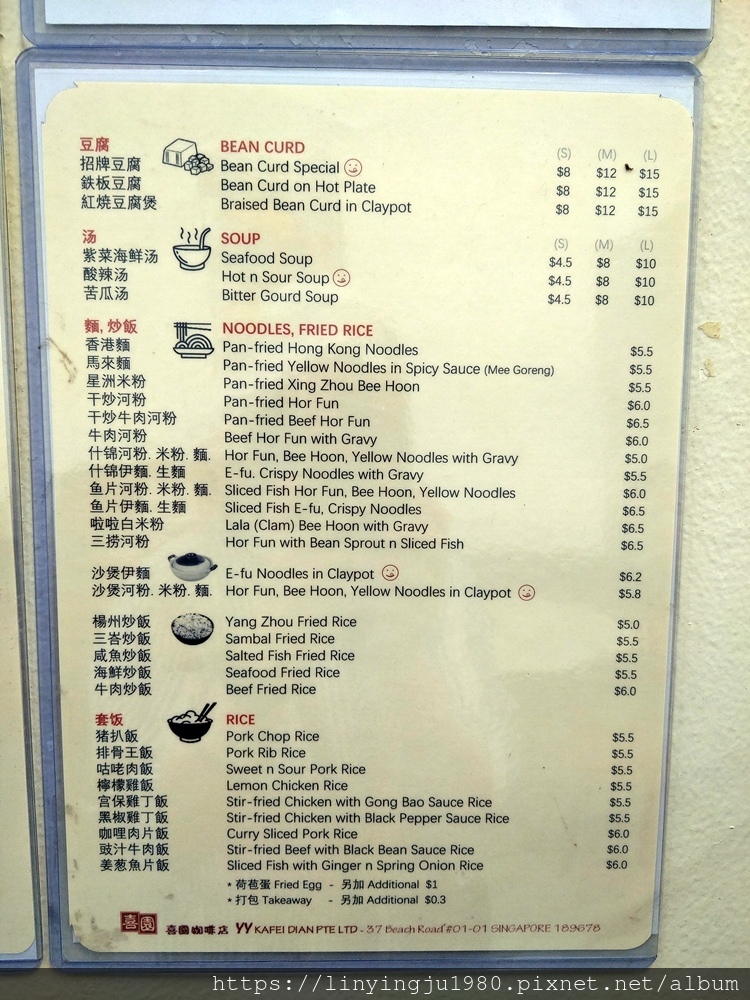 豆腐 BEAN CURD (S) (M) (L)
招牌豆腐 Bean Curd Special $8 $12 $15
鉄板豆腐 Bean Curd on Hot Plate $8 $12 $15
紅燒豆腐煲 Braised Bean Curd in Claypot $8 $12 $15
汤 SOUP (S) (M) (L)
紫菜海鲜汤 Seafood Soup $4.5 $8 $10
酸辣汤 Hot n Sour Soup $4.5 $8 $10
苦瓜汤 Bitter Gourd Soup $4.5 $8 $10
麵, 炒飯 NOODLES, FRIED RICE
香港麵 Pan-fried Hong Kong Noodles $5.5
馬來麵 Pan-fried Yellow Noodles in Spicy Sauce (Mee Goreng) $5.5
星洲米粉 Pan-fried Xing Zhou Bee Hoon $5.5
干炒河粉 Pan-fried Hor Fun $6.0
干炒牛肉河粉 Pan-fried Beef Hor Fun $6.5
牛肉河粉 Beef Hor Fun with Gravy $6.0
什锦河粉. 米粉. 麵. Hor Fun, Bee Hoon, Yellow Noodles with Gravy $5.0
什锦伊麵. 生麵 E-fu. Crispy Noodles with Gravy $5.5
鱼片河粉. 米粉. 麵. Sliced Fish Hor Fun, Bee Hoon, Yellow Noodles $6.0
鱼片伊麵. 生麵 Sliced Fish E-fu, Crispy Noodles $6.5
啦啦白米粉 Lala (Clam) Bee Hoon with Gravy $6.5
三捞河粉 Hor Fun with Bean Sprout n Sliced Fish $6.5
沙煲伊麵 E-fu Noodles in Claypot $6.2
沙煲河粉. 米粉. 麵. Hor Fun, Bee Hoon, Yellow Noodles in Claypot $5.8
楊州炒飯 Yang Zhou Fried Rice $5.0
三峇炒飯 Sambal Fried Rice $5.5
咸魚炒飯 Salted Fish Fried Rice $5.5
海鮮炒飯 Seafood Fried Rice $5.5
牛肉炒飯 Beef Fried Rice $6.0
套饭 RICE
猪扒飯 Pork Chop Rice $5.5
排骨王飯 Pork Rib Rice $5.5
咕咾肉飯 Sweet n Sour Pork Rice $5.5
檸檬雞飯 Lemon Chicken Rice $5.5
宫保雞丁飯 Stir-fried Chicken with Gong Bao Sauce Rice $5.5
黑椒雞丁飯 Stir-fried Chicken with Black Pepper Sauce Rice $5.5
咖喱肉片飯 Curry Sliced Pork Rice $6.0
豉汁牛肉飯 Stir-fried Beef with Black Bean Sauce Rice $6.0
姜葱魚片飯 Sliced Fish with Ginger n Spring Onion Rice $6.0
* 荷苞蛋 Fried Egg - 另加 Additional $1
* 打包 Takeaway - 另加 Additional $0.3
喜園 喜園咖啡店 YY KAFEI DIAN PTE LTD - 37 Beach Road #01-01 SINGAPORE 189678
https://linyingju1980.pixnet.net/album